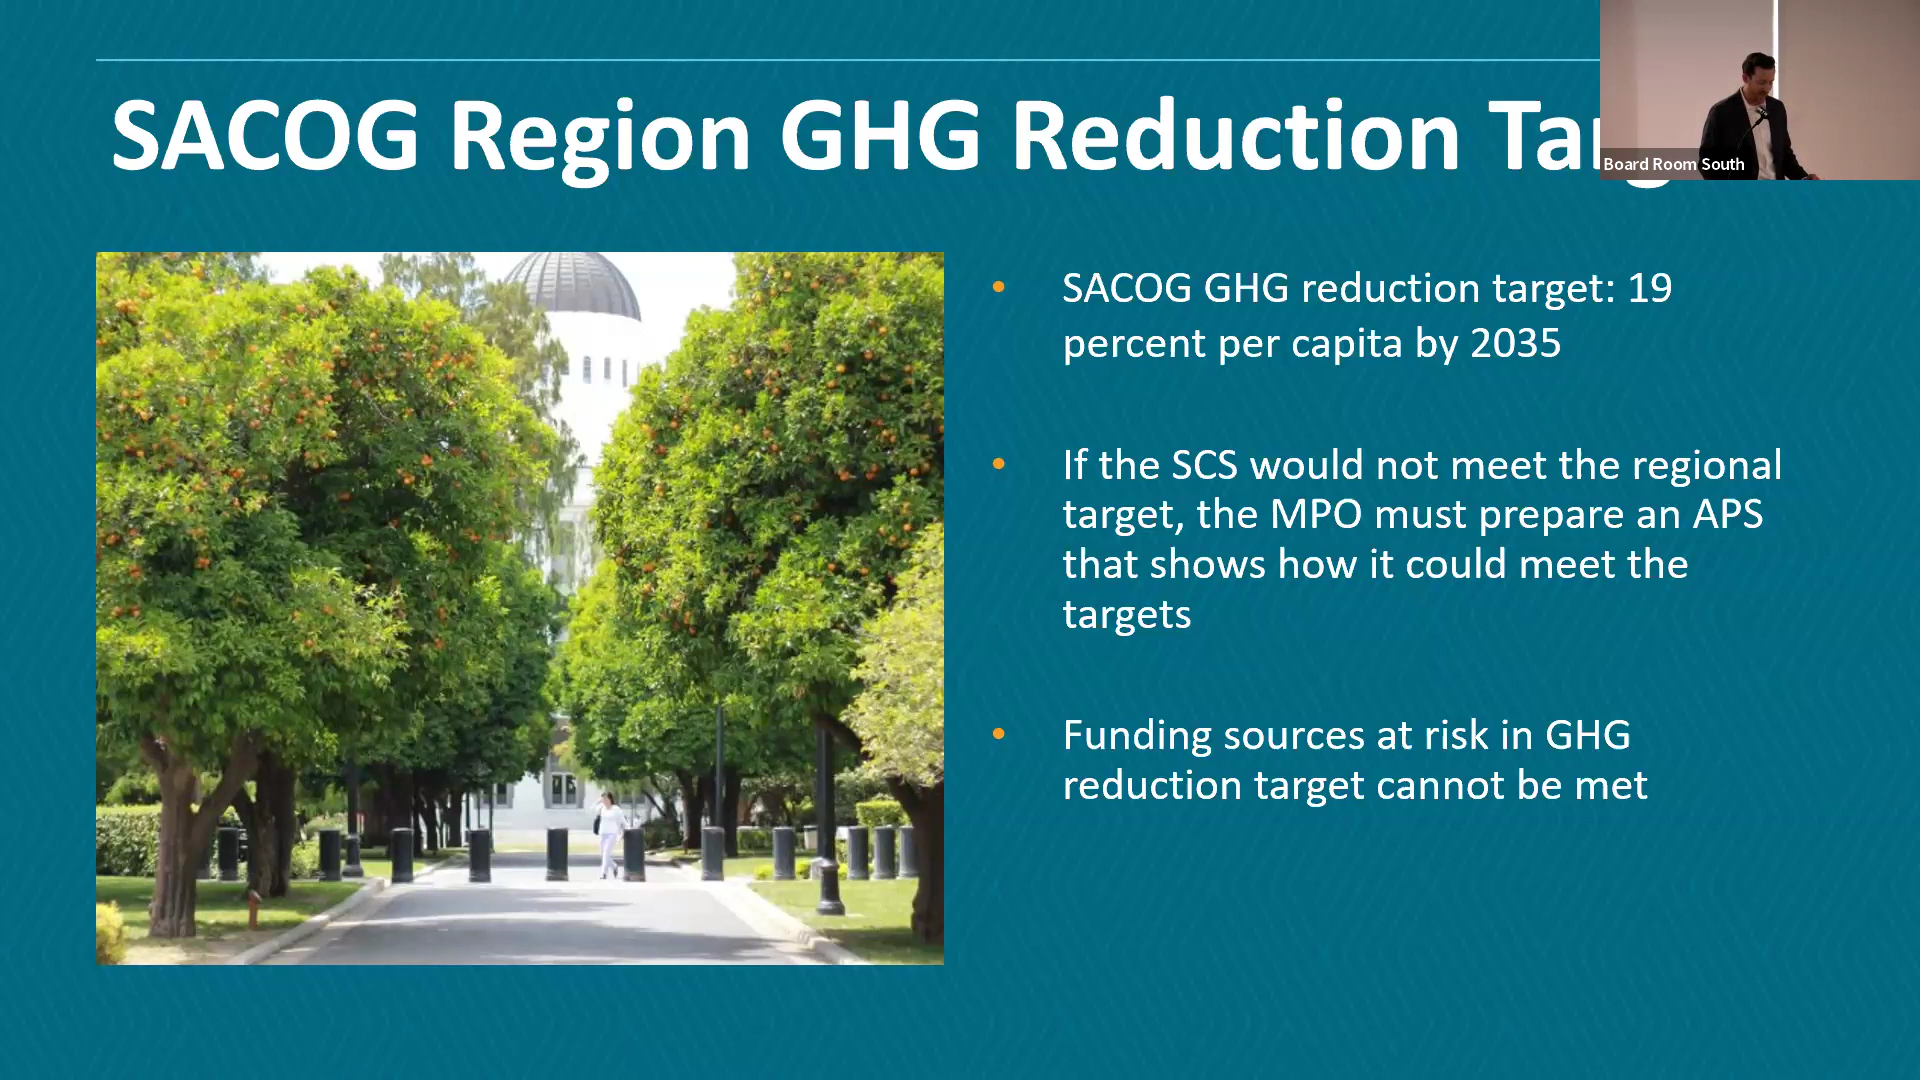 SACOG Region GHG Reduction
Board Room South
SACOG GHG reduction target: 19
percent per capita by 2035
If the SCS would not meet the regional
target, the MPO must prepare an APS
that shows how it could meet the
targets
Funding sources at risk in GHG
reduction target cannot be met